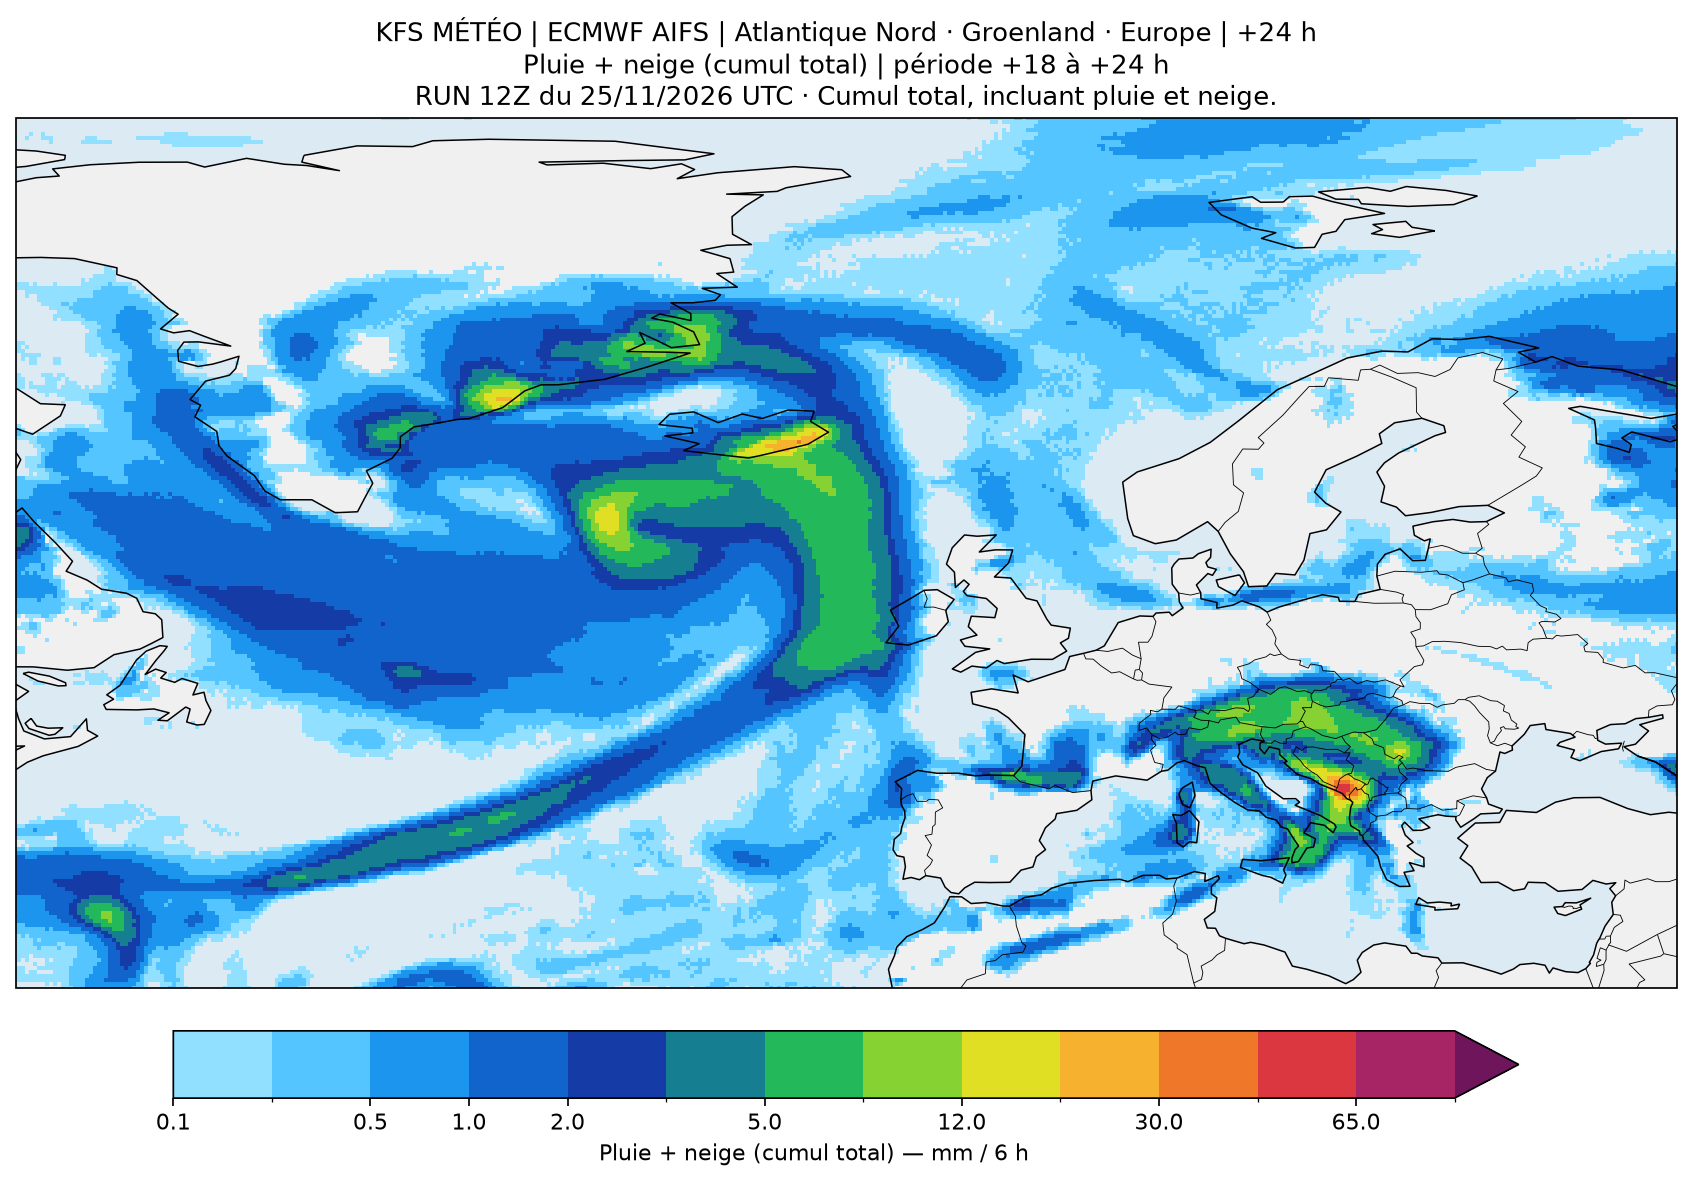 KFS MÉTÉO | ECMWF AIFS | Atlantique Nord · Groenland · Europe | +24 h
Pluie + neige (cumul total) | période +18 à +24 h
RUN 12Z du 25/11/2026 UTC · Cumul total, incluant pluie et neige.
0.1 0.5 1.0 2.0 5.0 12.0 30.0 65.0
Pluie + neige (cumul total) — mm / 6 h